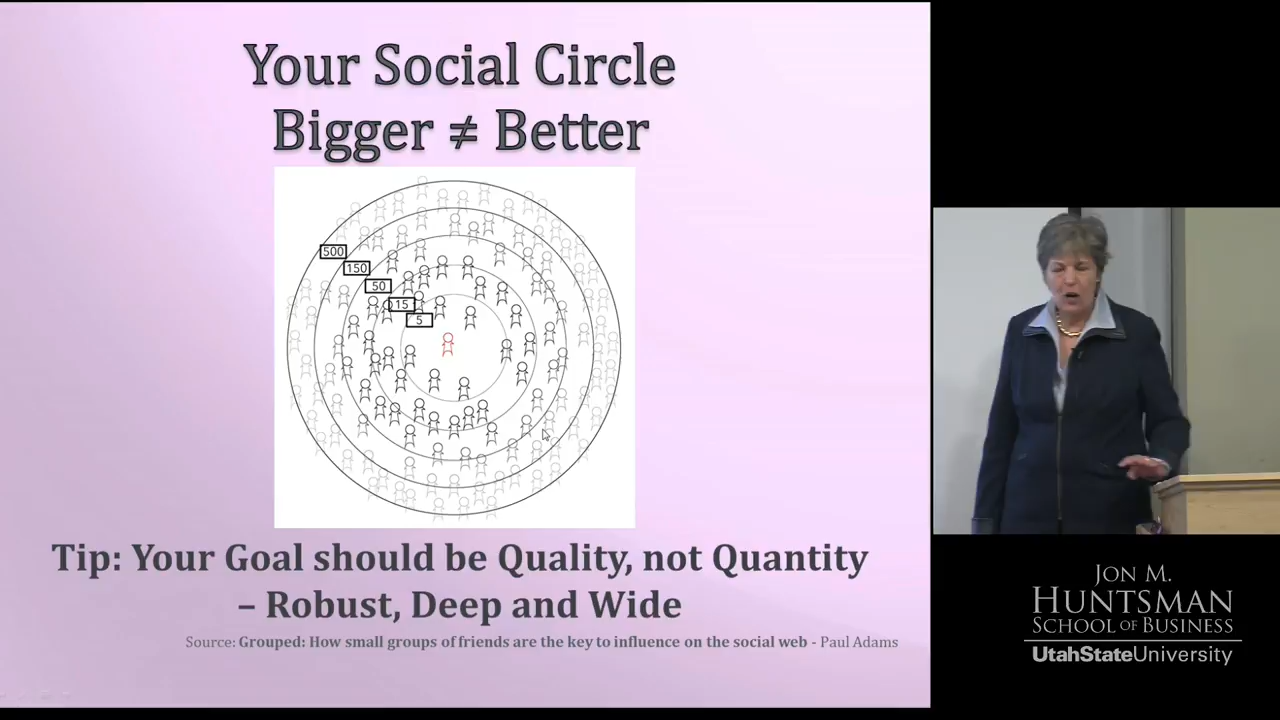 Your Social Circle
Bigger ≠ Better
500
150
50
15
5
Tip: Your Goal should be Quality, not Quantity
– Robust, Deep and Wide
Source: Grouped: How small groups of friends are the key to influence on the social web - Paul Adams
JON M.
HUNTSMAN
SCHOOL OF BUSINESS
UtahStateUniversity